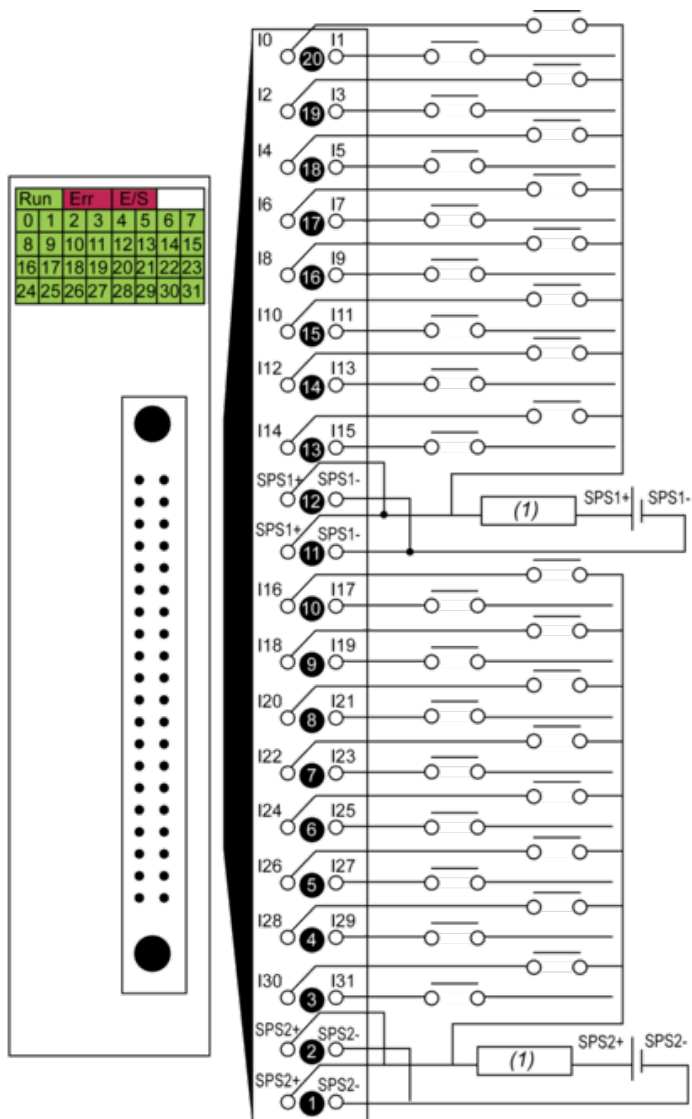 Run Err E/S
0 1 2 3 4 5 6 7
8 9 10 11 12 13 14 15
16 17 18 19 20 21 22 23
24 25 26 27 28 29 30 31
I0 20 I1
I2 19 I3
I4 18 I5
I6 17 I7
I8 16 I9
I10 15 I11
I12 14 I13
I14 13 I15
SPS1+ 12 SPS1-
SPS1+ 11 SPS1-
(1) SPS1+ SPS1-
I16 10 I17
I18 9 I19
I20 8 I21
I22 7 I23
I24 6 I25
I26 5 I27
I28 4 I29
I30 3 I31
SPS2+ 2 SPS2-
SPS2+ 1 SPS2-
(1) SPS2+ SPS2-